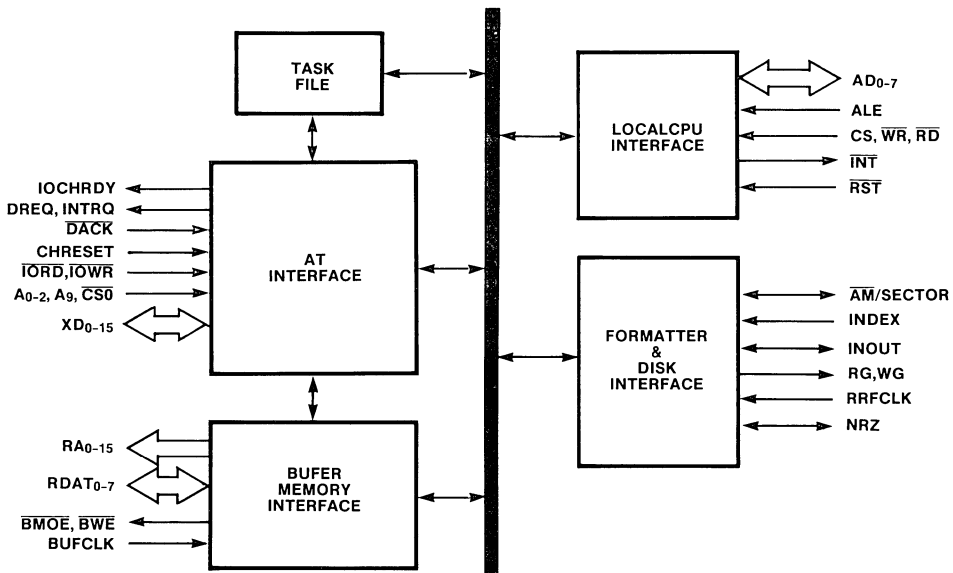 TASK
FILE
IOCHRDY
DREQ, INTRQ
DACK
CHRESET
IORD,IOWR
A0–2, A9, CS0
XD0–15
AT
INTERFACE
RA0–15
RDAT0–7
BMOE, BWE
BUFCLK
BUFER
MEMORY
INTERFACE
LOCALCPU
INTERFACE
AD0–7
ALE
CS, WR, RD
INT
RST
FORMATTER
&
DISK
INTERFACE
AM/SECTOR
INDEX
INOUT
RG,WG
RRFCLK
NRZ